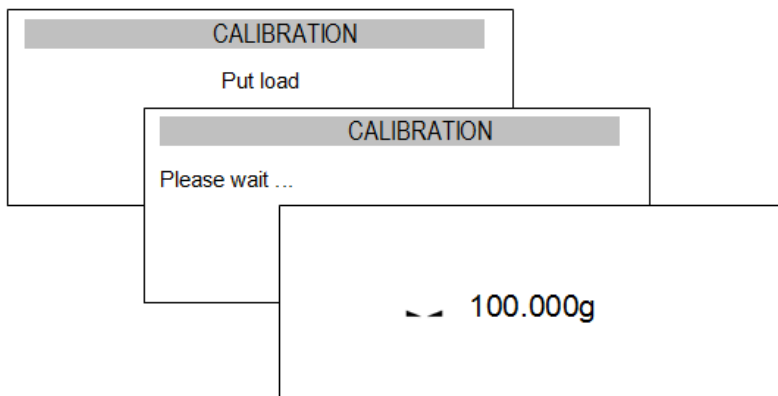 CALIBRATION
Put load
CALIBRATION
Please wait ...
100.000g